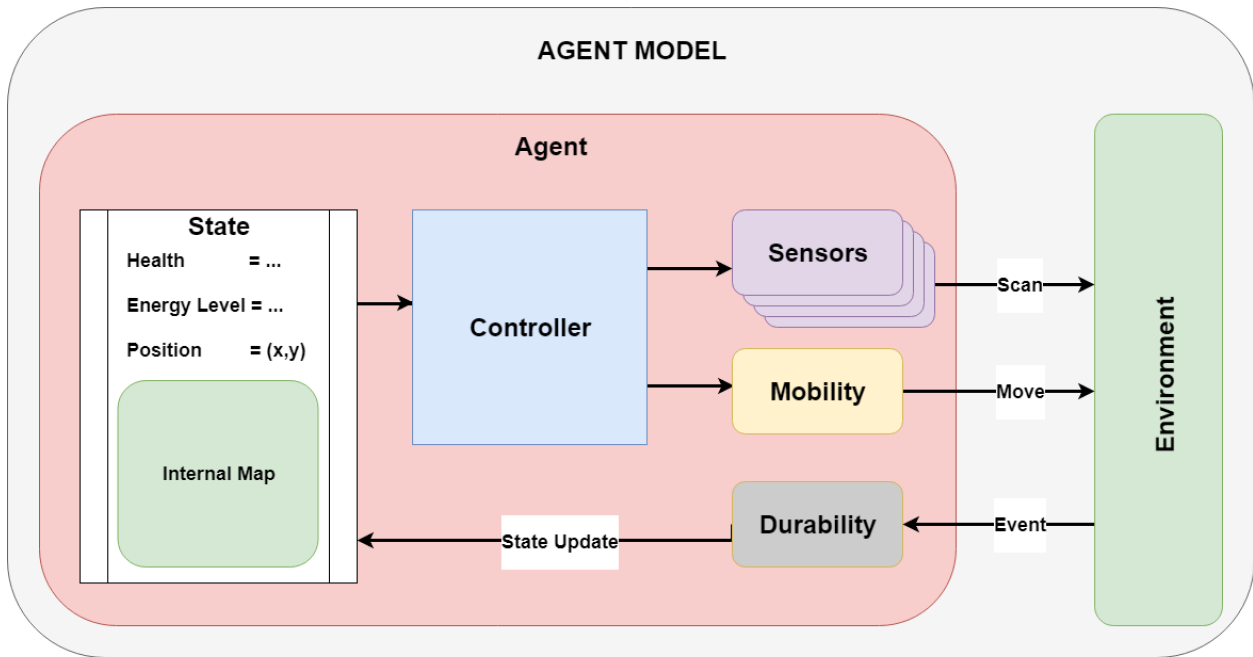 AGENT MODEL
Agent
State
Health = ...
Energy Level = ...
Position = (x,y)
Internal Map
Controller
Sensors
Mobility
Durability
State Update
Scan
Move
Event
Environment